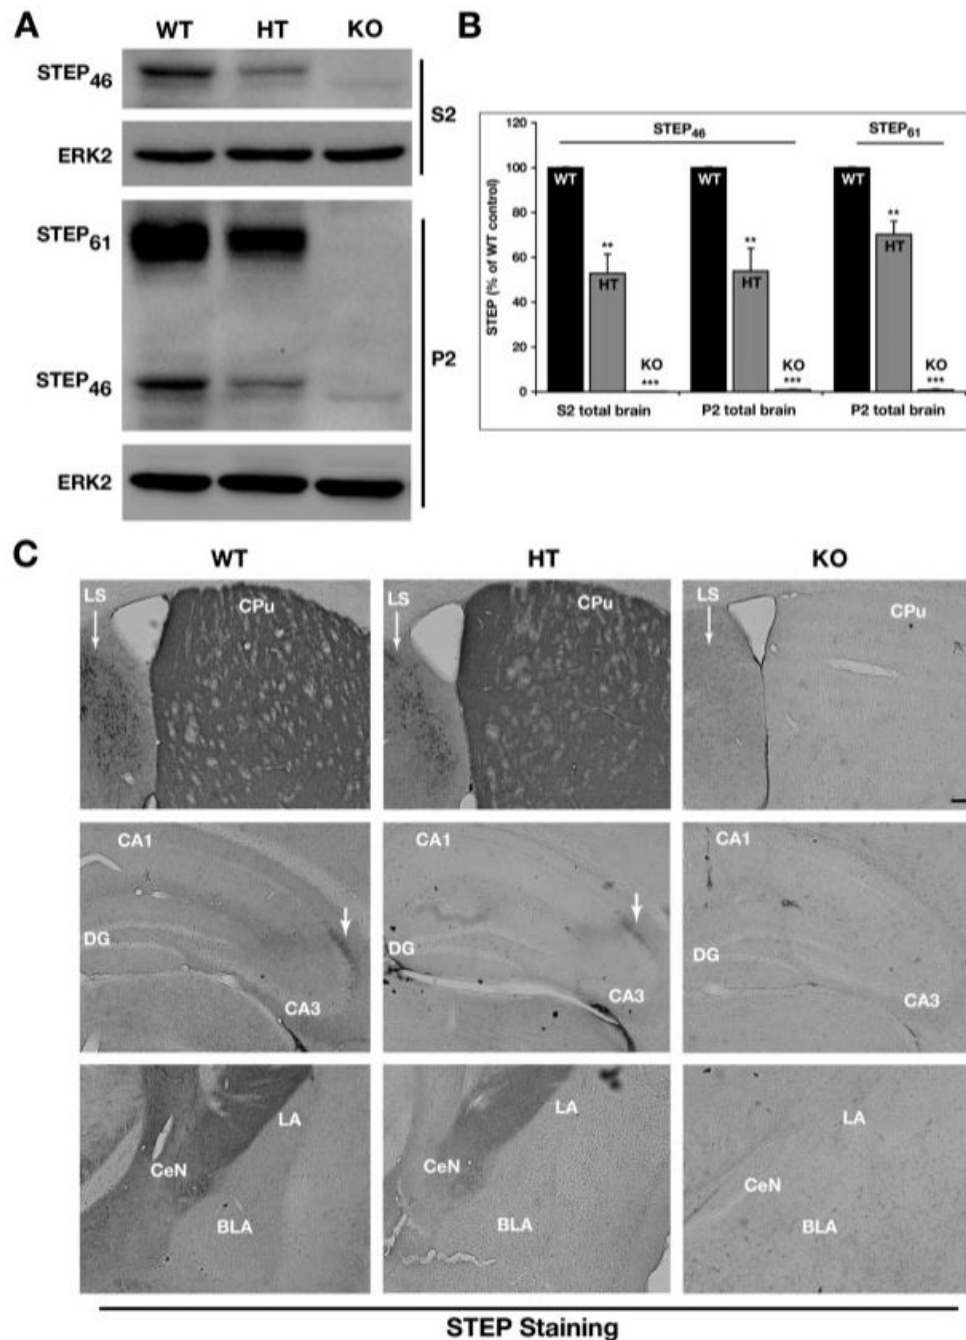 A
WT HT KO
STEP46
ERK2
S2
STEP61
STEP46
ERK2
P2
B
STEP (% of WT control)
120
100
80
60
40
20
0
STEP46 STEP61
WT WT WT
** ** **
HT HT HT
KO KO KO
*** *** ***
S2 total brain P2 total brain P2 total brain
C
WT HT KO
LS CPu LS CPu LS CPu
CA1 CA1 CA1
DG DG DG
CA3 CA3 CA3
LA LA LA
CeN CeN CeN
BLA BLA BLA
STEP Staining